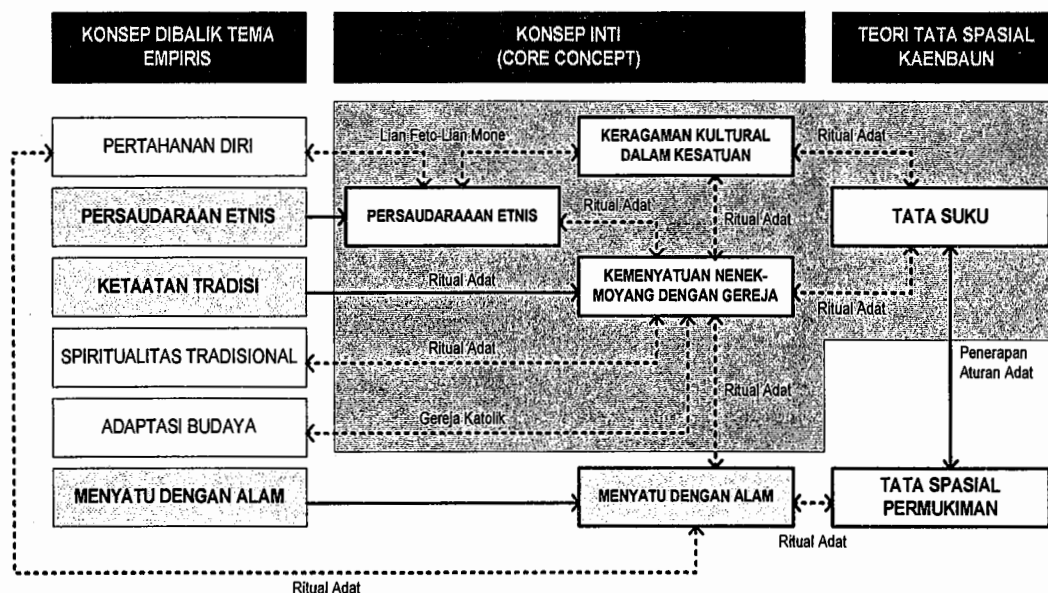 KONSEP DIBALIK TEMA
EMPIRIS
KONSEP INTI
(CORE CONCEPT)
TEORI TATA SPASIAL
KAENBAUN
PERTAHANAN DIRI
Lian Feto-Lian Mone
KERAGAMAN KULTURAL
DALAM KESATUAN
Ritual Adat
PERSAUDARAAN ETNIS
PERSAUDARAAAN ETNIS
Ritual Adat
Ritual Adat
TATA SUKU
KETAATAN TRADISI
Ritual Adat
KEMENYATUAN NENEK-
MOYANG DENGAN GEREJA
Ritual Adat
SPIRITUALITAS TRADISIONAL
Ritual Adat
Ritual Adat
Penerapan
Aturan Adat
ADAPTASI BUDAYA
Gereja Katolik
MENYATU DENGAN ALAM
MENYATU DENGAN ALAM
TATA SPASIAL
PERMUKIMAN
Ritual Adat
Ritual Adat